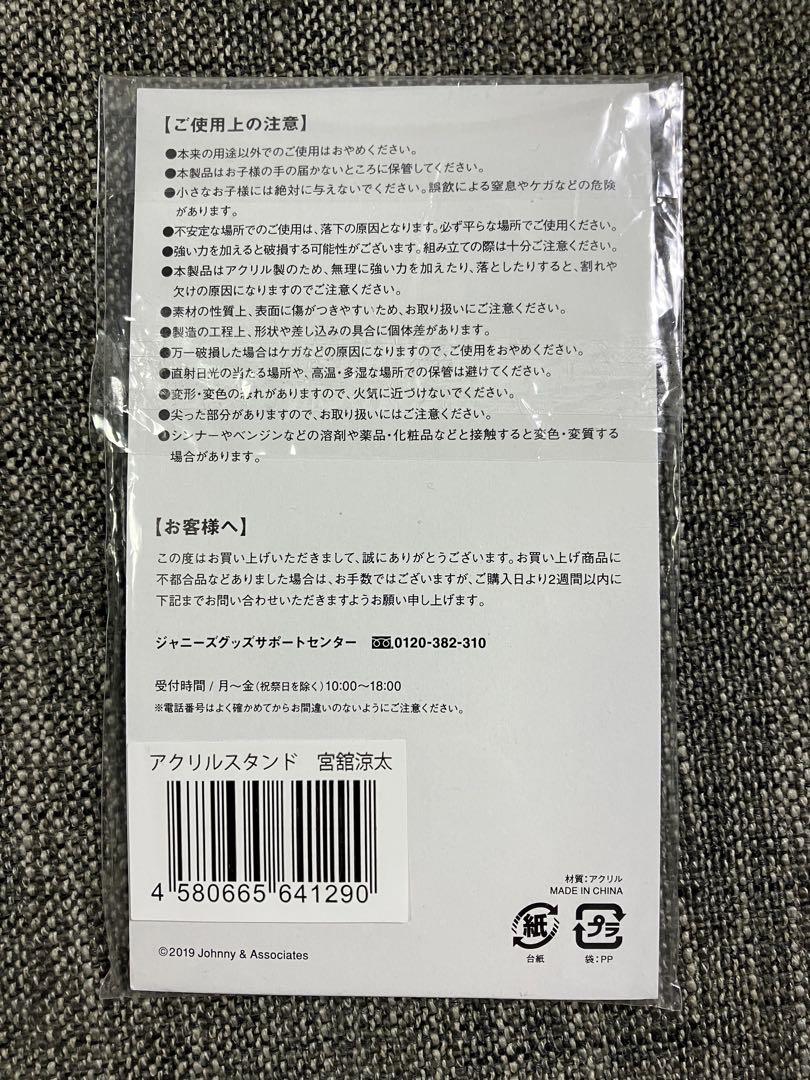 【ご使用上の注意】
●本来の用途以外でのご使用はおやめください。
●本製品はお子様の手の届かないところに保管してください。
●小さなお子様には絶対に与えないでください。誤飲による窒息やケガなどの危険
があります。
●不安定な場所でのご使用は、落下の原因となります。必ず平らな場所でご使用ください。
●強い力を加えると破損する可能性がございます。組み立ての際は十分ご注意ください。
●本製品はアクリル製のため、無理に強い力を加えたり、落としたりすると、割れや
欠けの原因になりますのでご注意ください。
●素材の性質上、表面に傷がつきやすいため、お取り扱いにご注意ください。
●製造の工程上、形状や差し込みの具合に個体差があります。
●万一破損した場合はケガなどの原因になりますので、ご使用をおやめください。
●直射日光の当たる場所や、高温・多湿な場所での保管は避けてください。
●変形・変色の恐れがありますので、火気に近づけないでください。
●尖った部分がありますので、お取り扱いにはご注意ください。
●シンナーやベンジンなどの溶剤や薬品・化粧品などと接触すると変色・変質する
場合があります。
【お客様へ】
この度はお買い上げいただきまして、誠にありがとうございます。お買い上げ商品に
不都合品などありました場合は、お手数ではございますが、ご購入日より2週間以内に
下記までお問い合わせいただきますようお願い申し上げます。
ジャニーズグッズサポートセンター 0120-382-310
受付時間 / 月〜金(祝祭日を除く)10:00〜18:00
※電話番号はよく確かめてからお間違いのないようにご注意ください。
アクリルスタンド 宮舘涼太
4 580665 641290
材質:アクリル
MADE IN CHINA
紙 プラ
台紙 袋:PP
©2019 Johnny & Associates